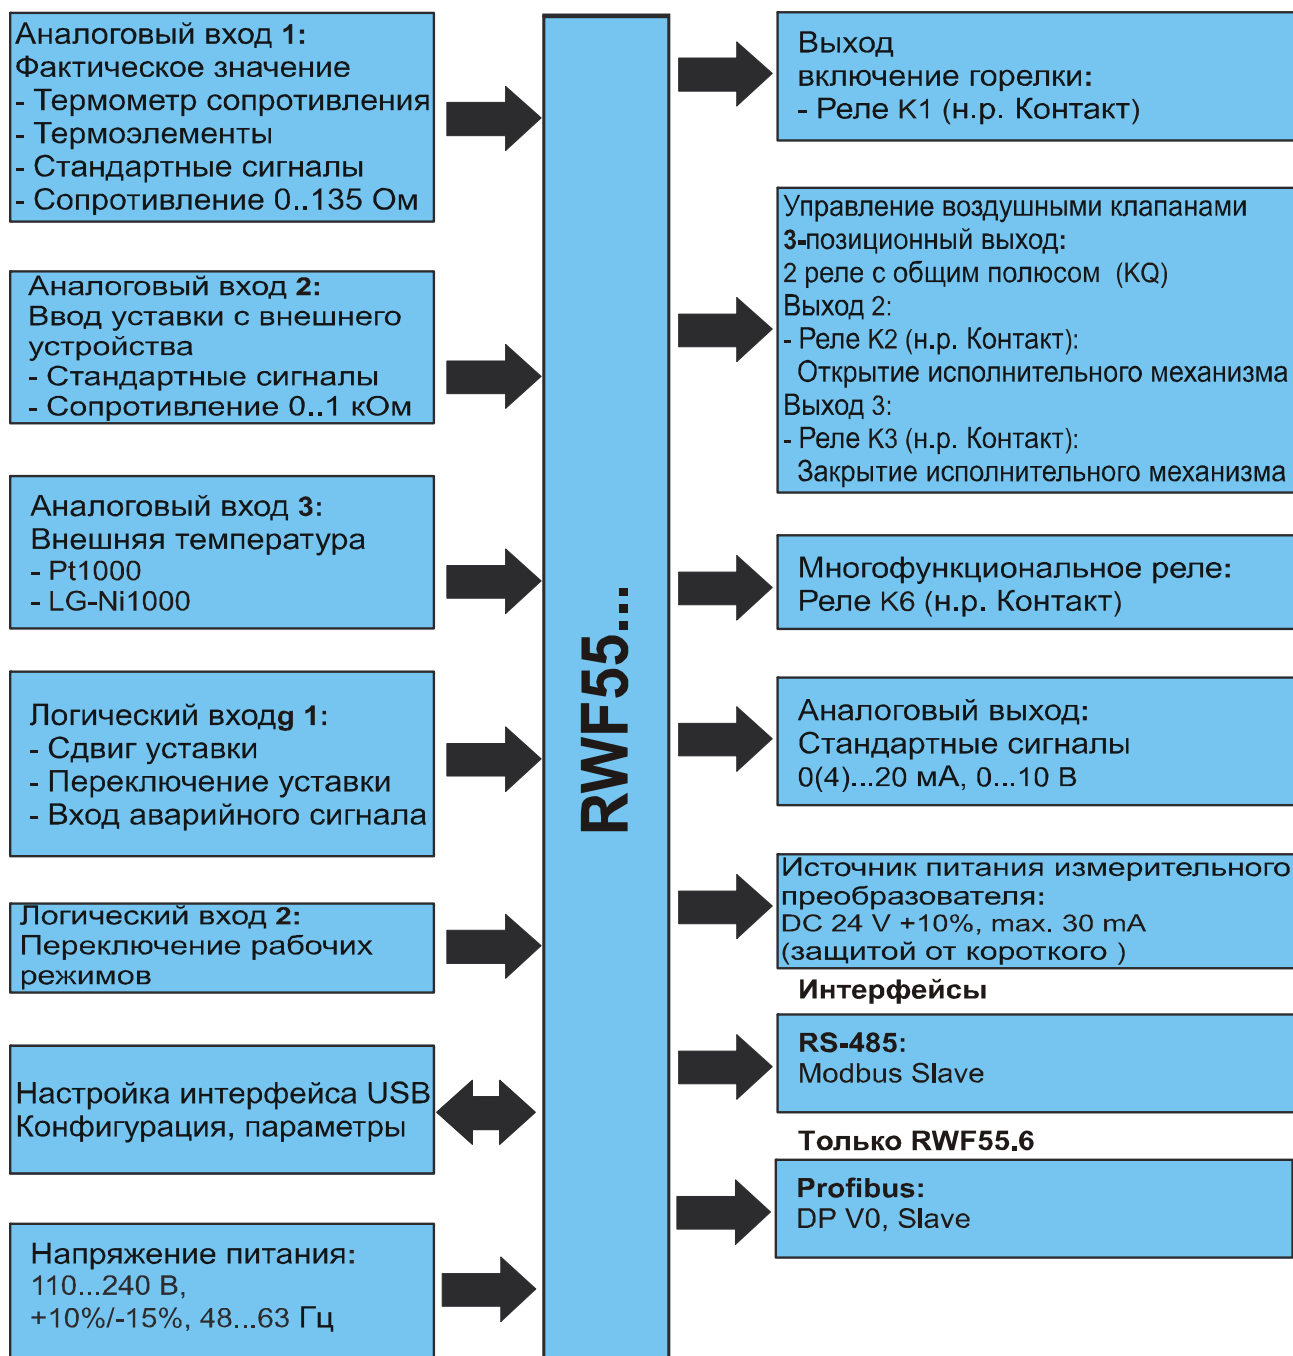 Аналоговый вход 1:
Фактическое значение
- Термометр сопротивления
- Термоэлементы
- Стандартные сигналы
- Сопротивление 0..135 Ом
Аналоговый вход 2:
Ввод уставки с внешнего
устройства
- Стандартные сигналы
- Сопротивление 0..1 кОм
Аналоговый вход 3:
Внешняя температура
- Pt1000
- LG-Ni1000
Логический входg 1:
- Сдвиг уставки
- Переключение уставки
- Вход аварийного сигнала
Логический вход 2:
Переключение рабочих
режимов
Настройка интерфейса USB
Конфигурация, параметры
Напряжение питания:
110...240 В,
+10%/-15%, 48...63 Гц
RWF55...
Выход
включение горелки:
- Реле К1 (н.р. Контакт)
Управление воздушными клапанами
3-позиционный выход:
2 реле с общим полюсом (KQ)
Выход 2:
- Реле К2 (н.р. Контакт):
Открытие исполнительного механизма
Выход 3:
- Реле К3 (н.р. Контакт):
Закрытие исполнительного механизма
Многофункциональное реле:
Реле К6 (н.р. Контакт)
Аналоговый выход:
Стандартные сигналы
0(4)...20 мА, 0...10 В
Источник питания измерительного
преобразователя:
DC 24 V +10%, max. 30 mA
(защитой от короткого )
Интерфейсы
RS-485:
Modbus Slave
Только RWF55.6
Profibus:
DP V0, Slave